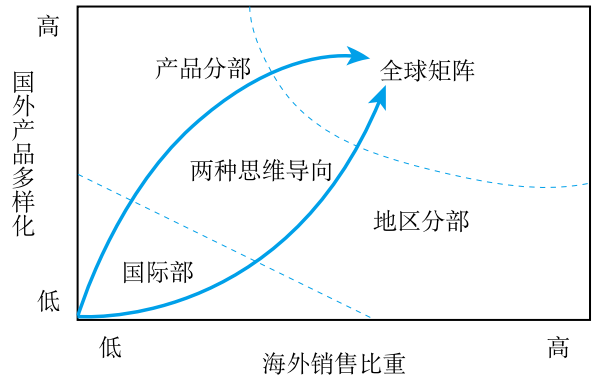 高
产品分部
全球矩阵
国外产品多样化
两种思维导向
地区分部
国际部
低
低
高
海外销售比重